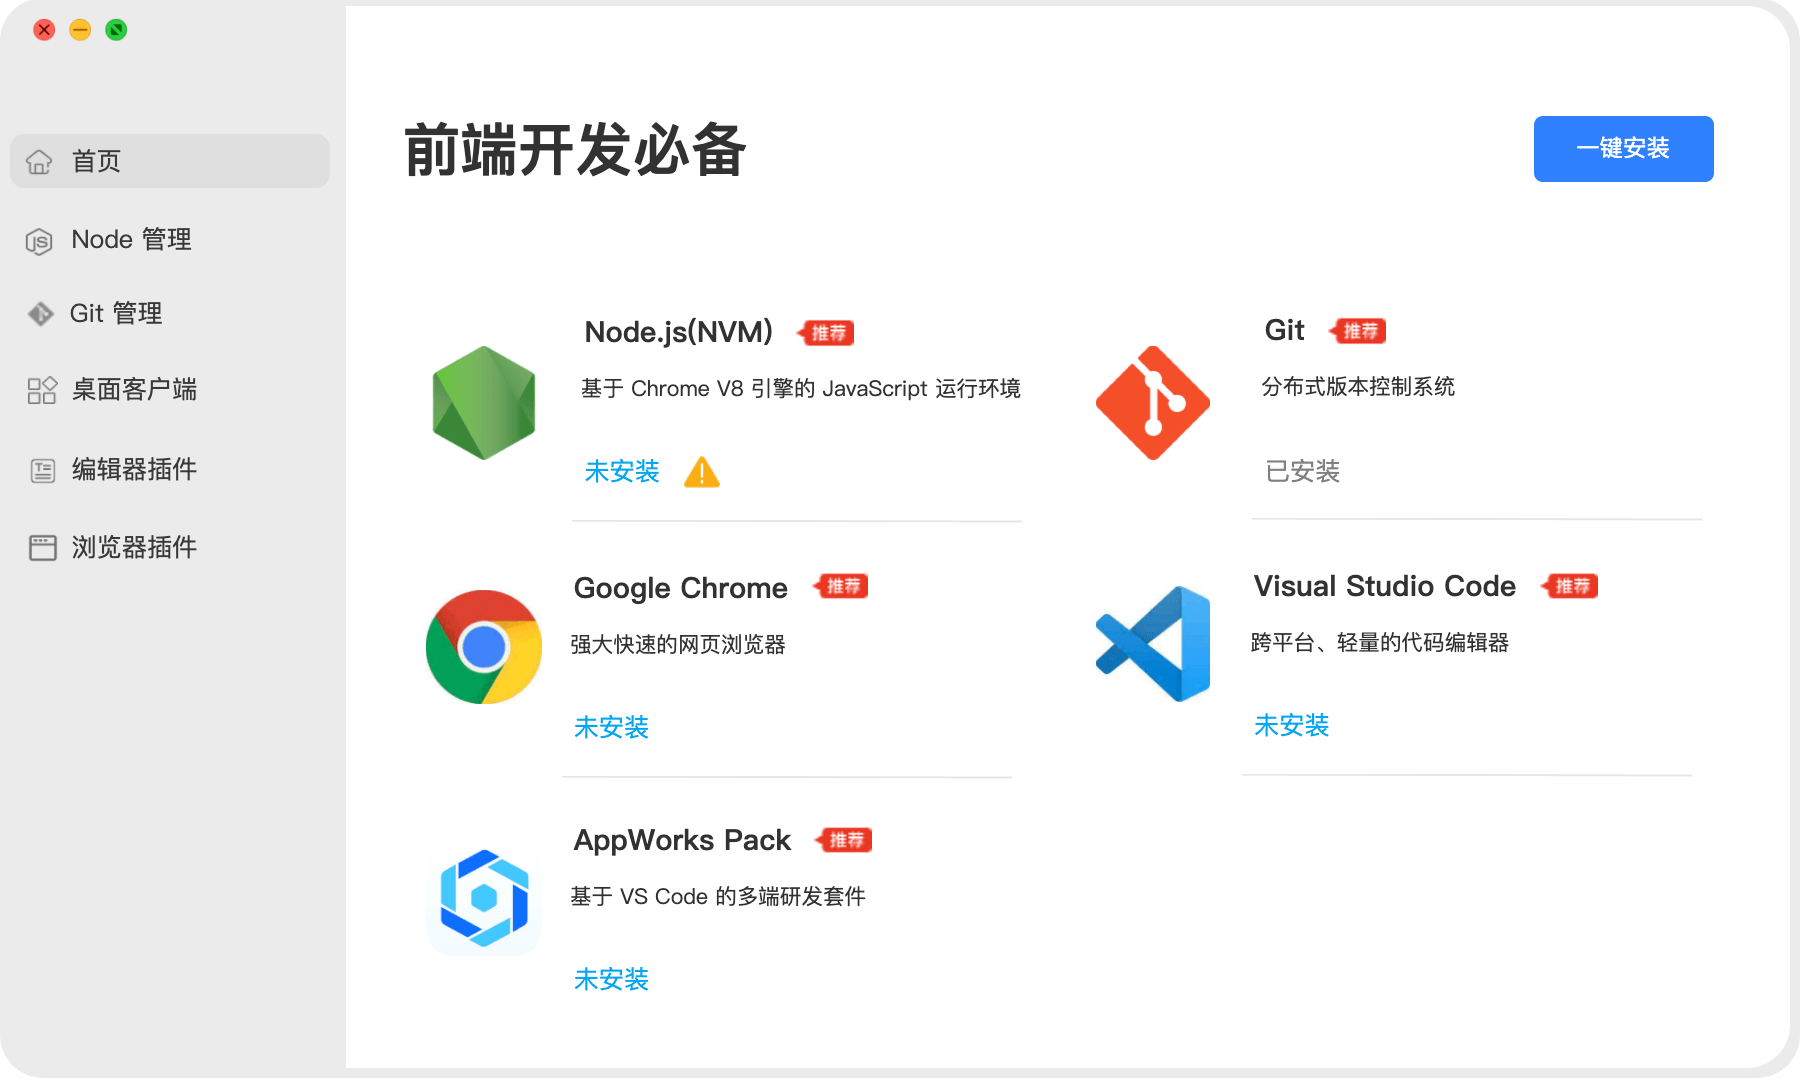 首页
Node 管理
Git 管理
桌面客户端
编辑器插件
浏览器插件
前端开发必备
一键安装
Node.js(NVM) 推荐
基于 Chrome V8 引擎的 JavaScript 运行环境
未安装
Git 推荐
分布式版本控制系统
已安装
Google Chrome 推荐
强大快速的网页浏览器
未安装
Visual Studio Code 推荐
跨平台、轻量的代码编辑器
未安装
AppWorks Pack 推荐
基于 VS Code 的多端研发套件
未安装